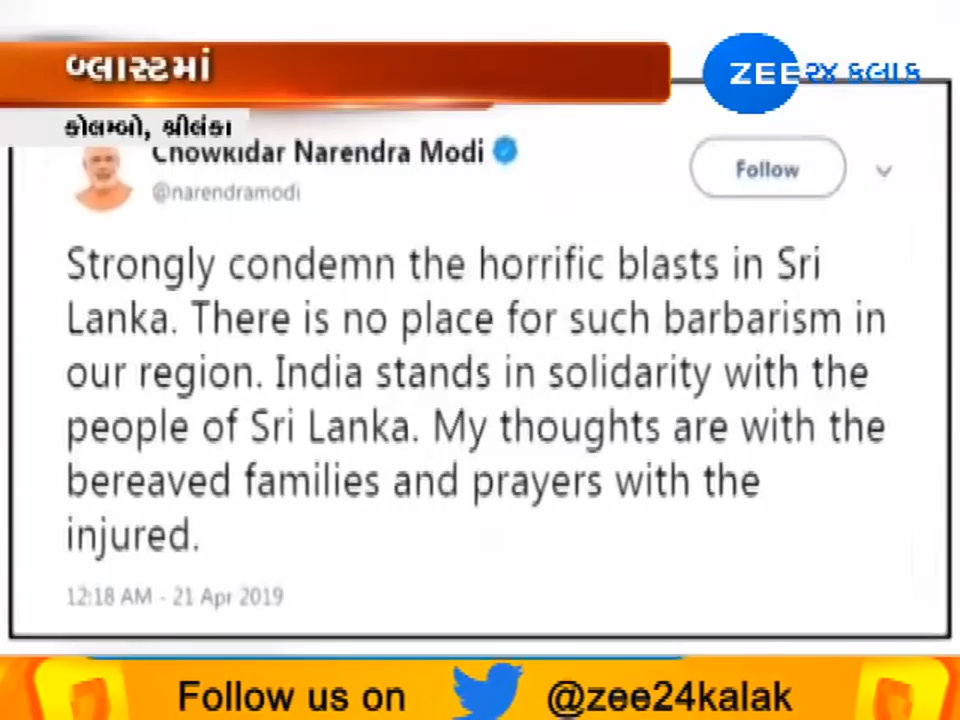 બ્લાસ્ટમાં
ZEE ૨૪ કલાક
કોલમ્બો, શ્રીલંકા
Chowkidar Narendra Modi
@narendramodi
Follow
Strongly condemn the horrific blasts in Sri
Lanka. There is no place for such barbarism in
our region. India stands in solidarity with the
people of Sri Lanka. My thoughts are with the
bereaved families and prayers with the
injured.
12:18 AM - 21 Apr 2019
Follow us on @zee24kalak